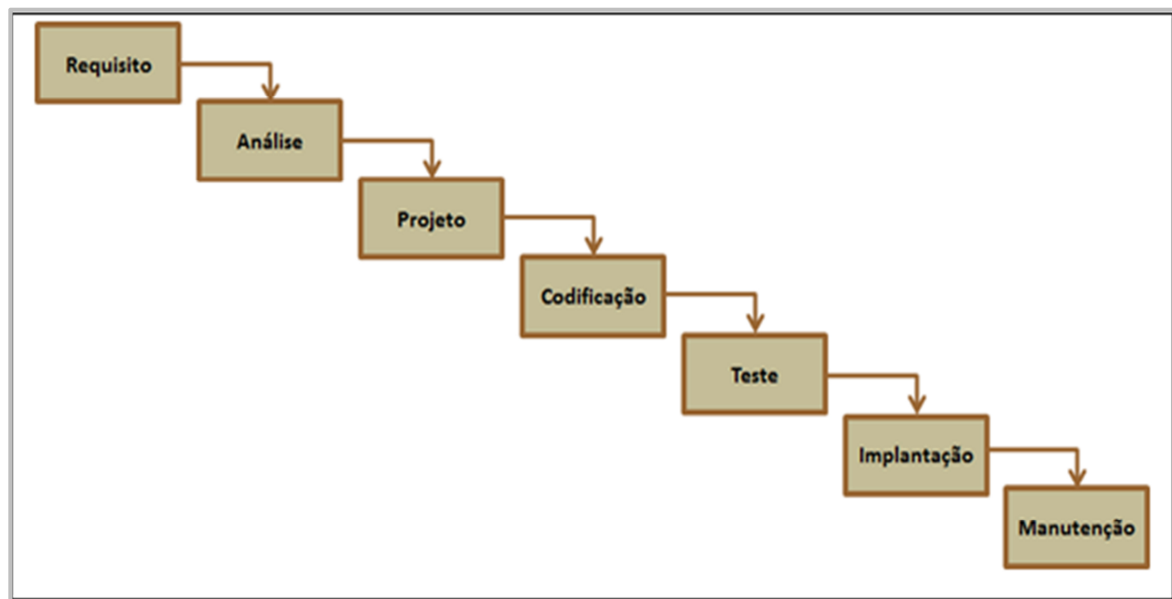 Requisito
Análise
Projeto
Codificação
Teste
Implantação
Manutenção